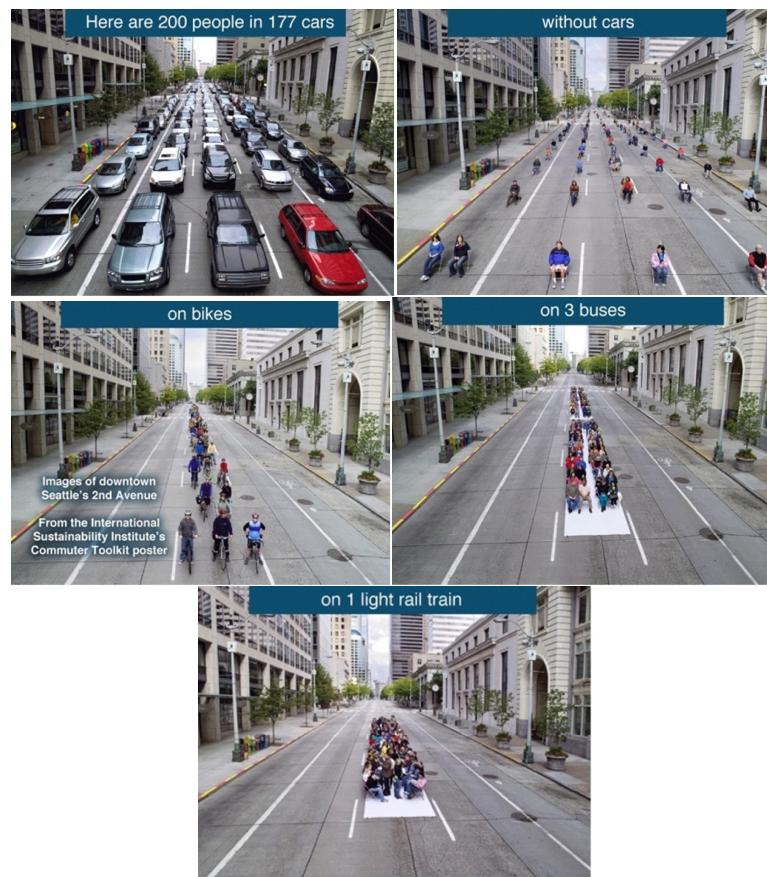 Here are 200 people in 177 cars
without cars
on bikes
Images of downtown
Seattle's 2nd Avenue
From the International
Sustainability Institute's
Commuter Toolkit poster
on 3 buses
on 1 light rail train